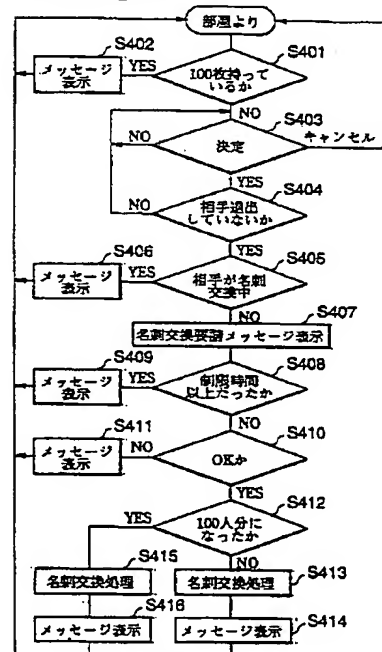 部屋より
S402
S401
メッセージ
表示
YES
100枚持って
いるか
NO
S403
NO
決定
キャンセル
YES
S404
NO
相手退出
していないか
YES
S406
S405
メッセージ
表示
YES
相手が名刺
交換中
NO
S407
名刺交換要請メッセージ表示
S409
S408
メッセージ
表示
YES
制限時間
以上たったか
NO
S411
S410
メッセージ
表示
NO
OKか
YES
S412
YES
100人分に
なったか
S415
NO
名刺交換処理
名刺交換処理
S413
S416
メッセージ表示
メッセージ表示
S414